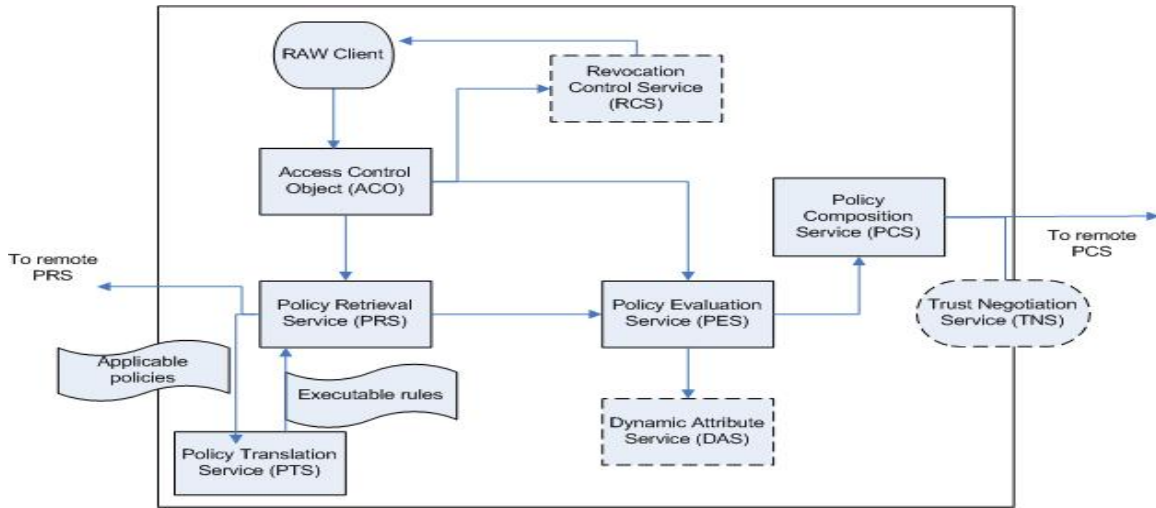 RAW Client
Revocation
Control Service
(RCS)
Access Control
Object (ACO)
Policy
Composition
Service (PCS)
To remote
PRS
To remote
PCS
Policy Retrieval
Service (PRS)
Policy Evaluation
Service (PES)
Trust Negotiation
Service (TNS)
Applicable
policies
Executable rules
Dynamic Attribute
Service (DAS)
Policy Translation
Service (PTS)